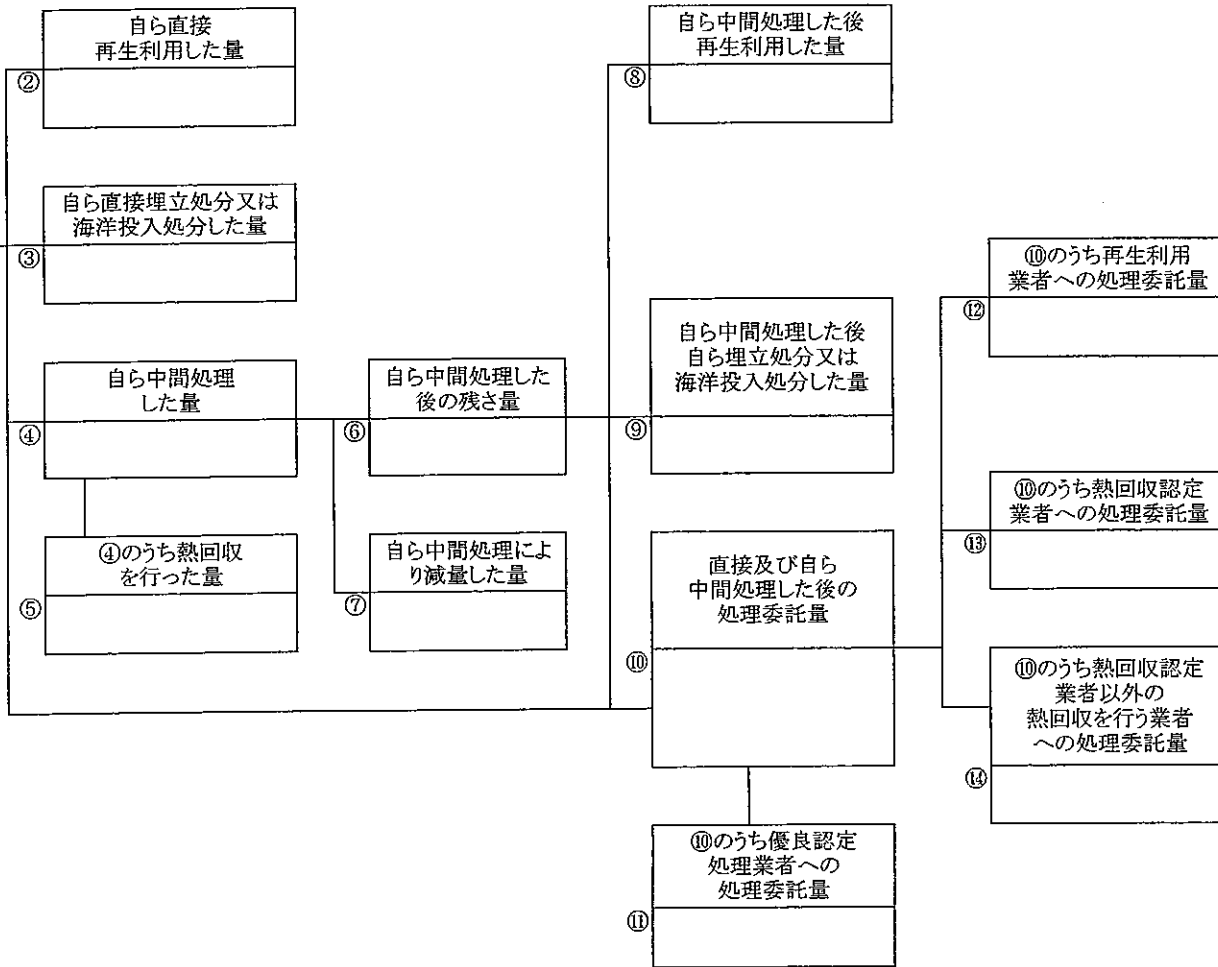 自ら直接
再生利用した量
②
自ら直接埋立処分又は
海洋投入処分した量
③
自ら中間処理
した量
④
④のうち熱回収
を行った量
⑤
自ら中間処理した
後の残さ量
⑥
自ら中間処理によ
り減量した量
⑦
自ら中間処理した後
再生利用した量
⑧
自ら中間処理した後
自ら埋立処分又は
海洋投入処分した量
⑨
直接及び自ら
中間処理した後の
処理委託量
⑩
⑩のうち優良認定
処理業者への
処理委託量
⑪
⑩のうち再生利用
業者への処理委託量
⑫
⑩のうち熱回収認定
業者への処理委託量
⑬
⑩のうち熱回収認定
業者以外の
熱回収を行う業者
への処理委託量
⑭